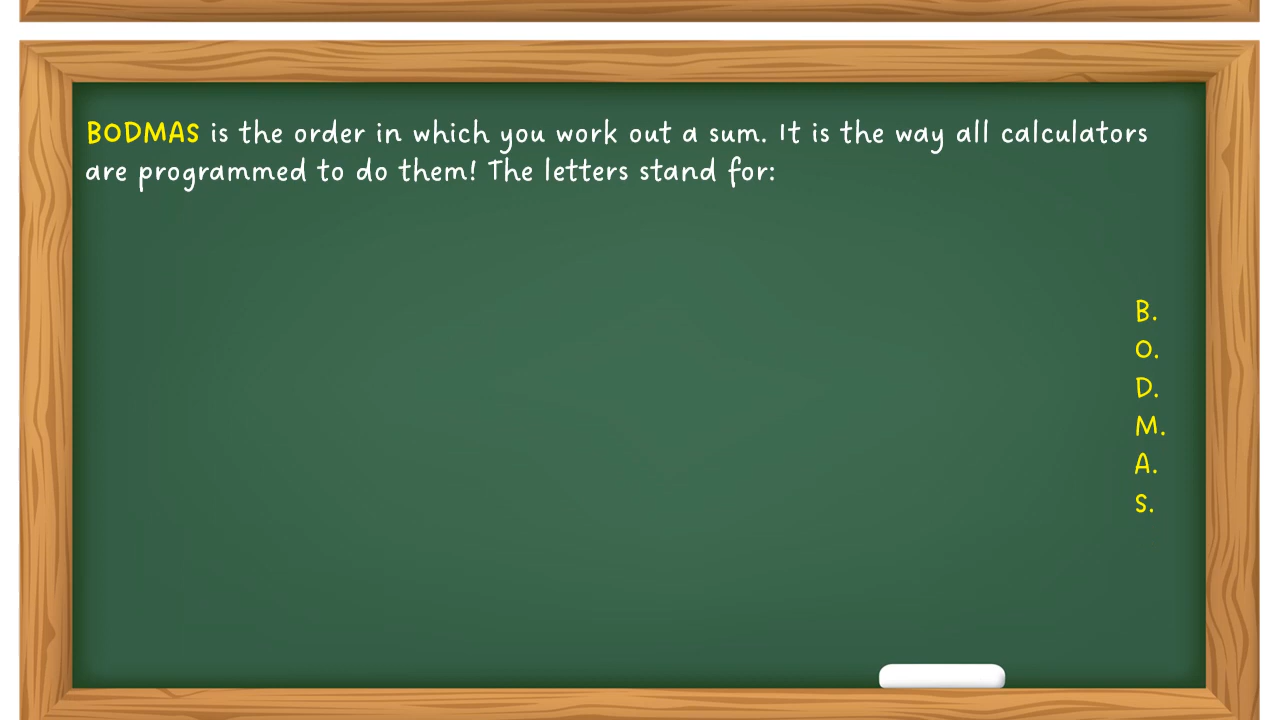 BODMAS is the order in which you work out a sum. It is the way all calculators
are programmed to do them! The letters stand for:
B.
O.
D.
M.
A.
S.